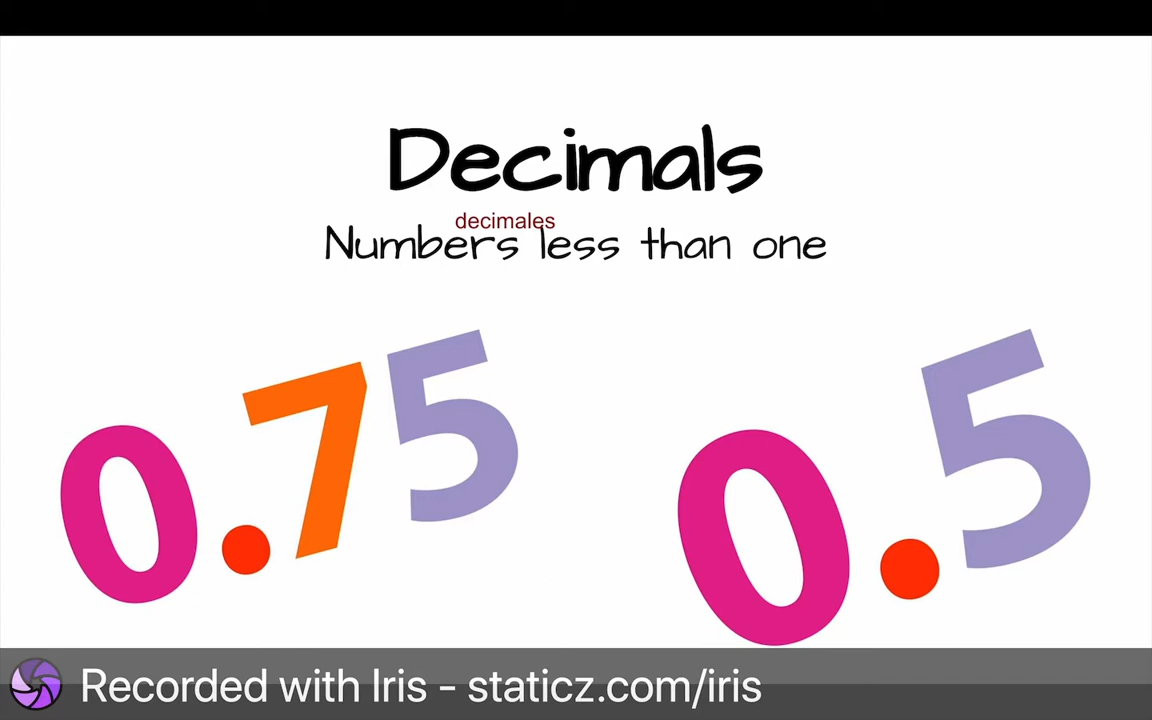 Decimals
decimales
Numbers less than one
0.75
0.5
Recorded with Iris - staticz.com/iris